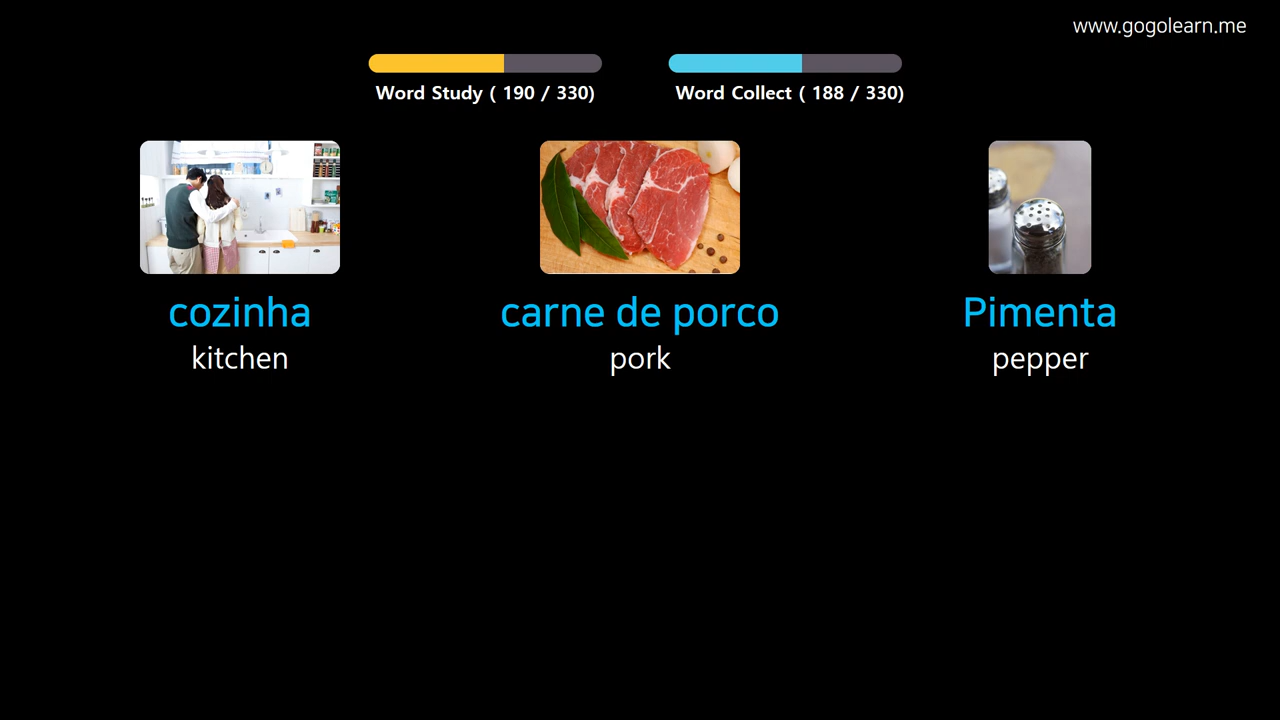 www.gogolearn.me
Word Study ( 190 / 330)
Word Collect ( 188 / 330)
cozinha
kitchen
carne de porco
pork
Pimenta
pepper